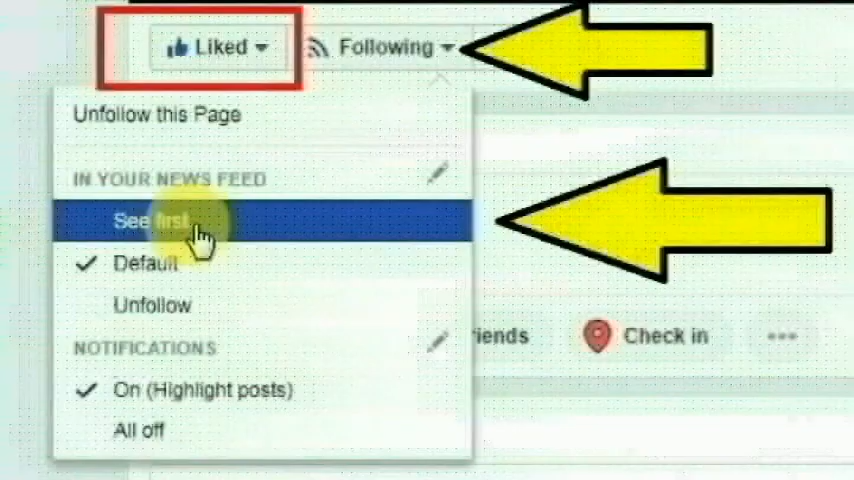 Liked Following
Unfollow this Page
IN YOUR NEWS FEED
See first
Default
Unfollow
riends Check in
NOTIFICATIONS
On (Highlight posts)
All off